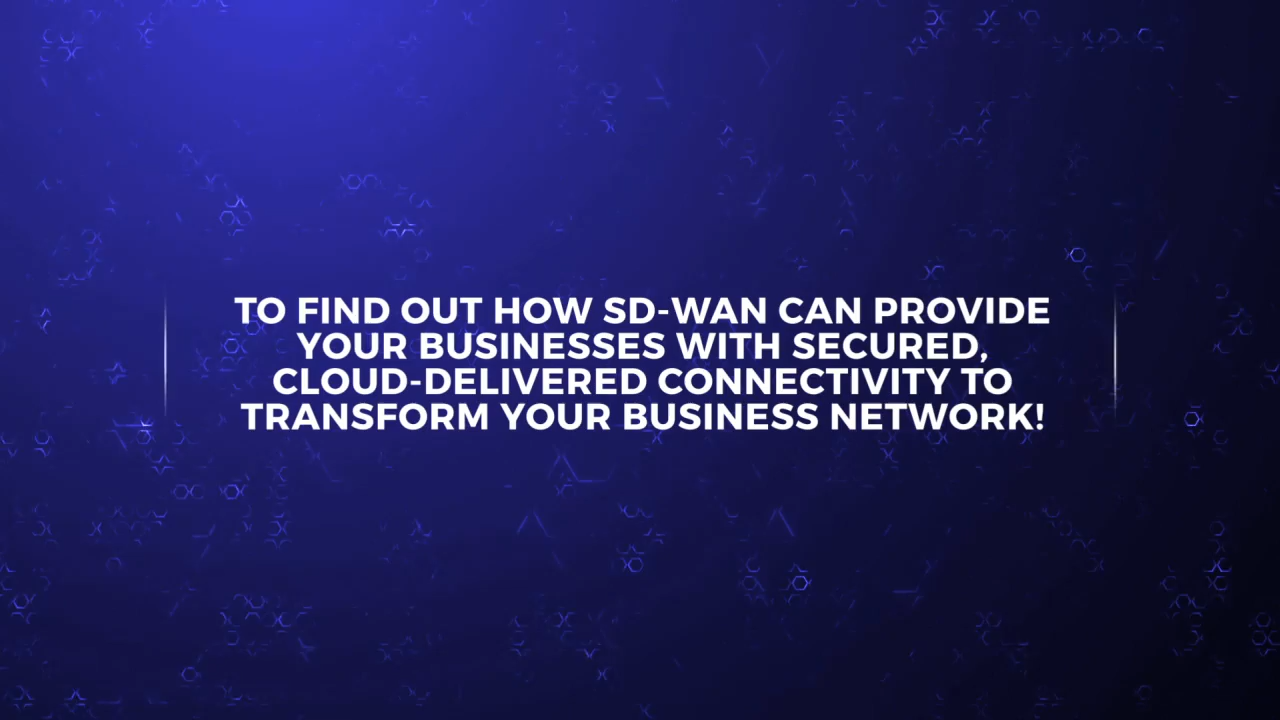 TO FIND OUT HOW SD-WAN CAN PROVIDE
YOUR BUSINESSES WITH SECURED,
CLOUD-DELIVERED CONNECTIVITY TO
TRANSFORM YOUR BUSINESS NETWORK!